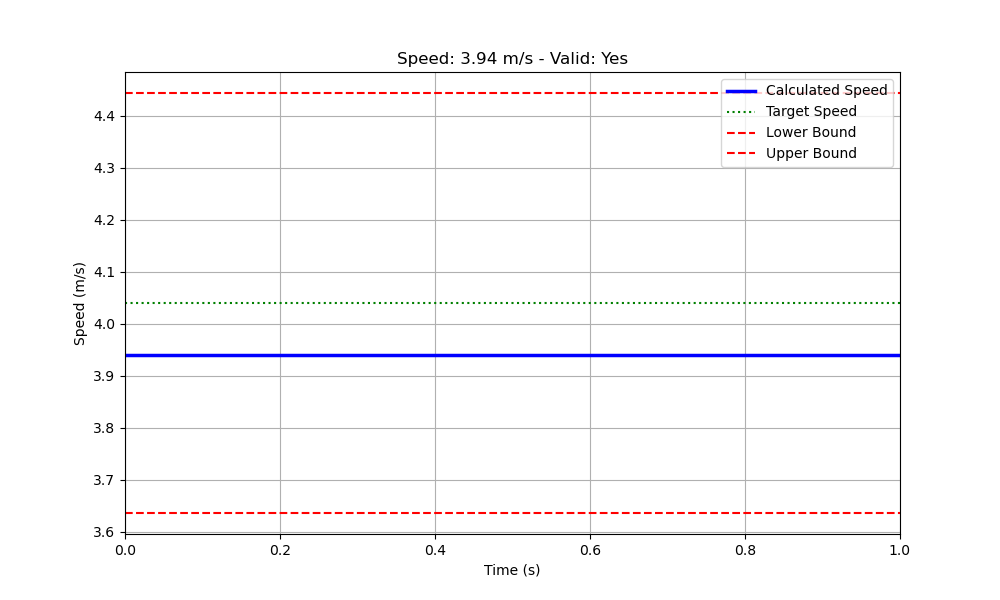 Speed: 3.94 m/s - Valid: Yes
Calculated Speed
Target Speed
Lower Bound
Upper Bound
Speed (m/s)
4.4
4.3
4.2
4.1
4.0
3.9
3.8
3.7
3.6
0.0 0.2 0.4 0.6 0.8 1.0
Time (s)